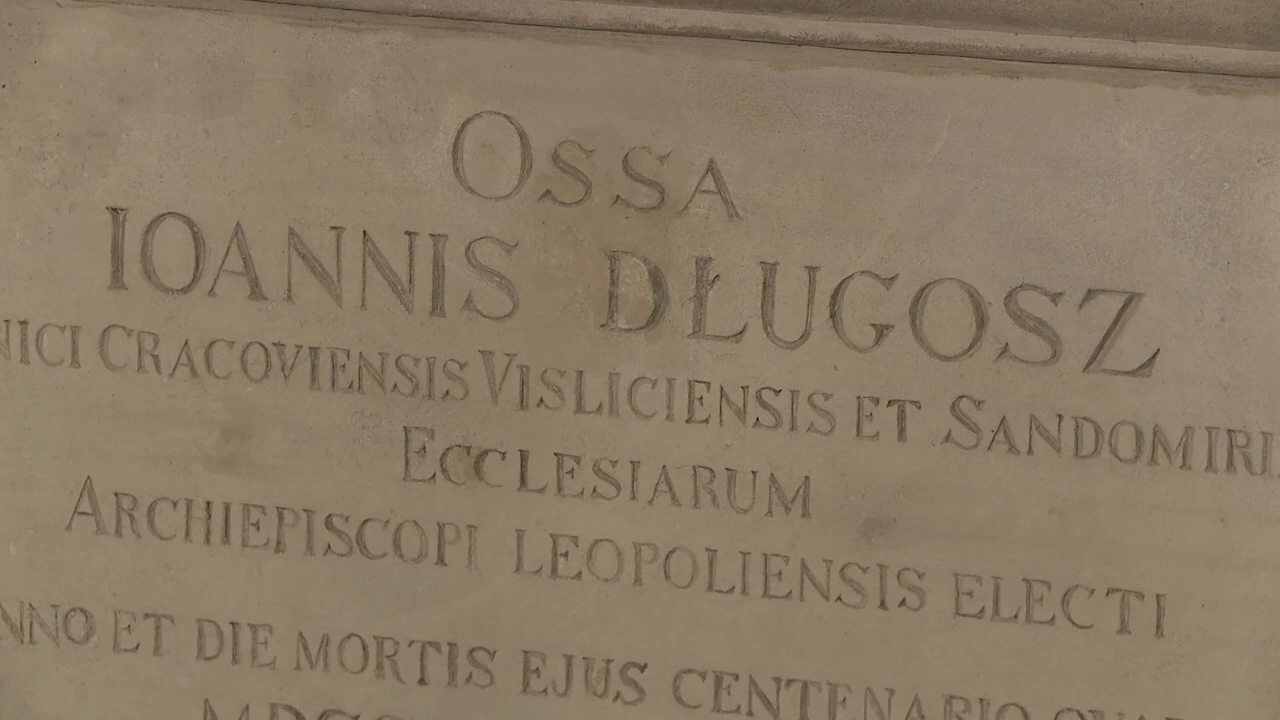 OSSA
IOANNIS DŁUGOSZ
NICI CRACOVIENSIS VISLICIENSIS ET SANDOMIRI
ECCLESIARUM
ARCHIEPISCOPI LEOPOLIENSIS ELECTI
NNO ET DIE MORTIS EJUS CENTENARIO